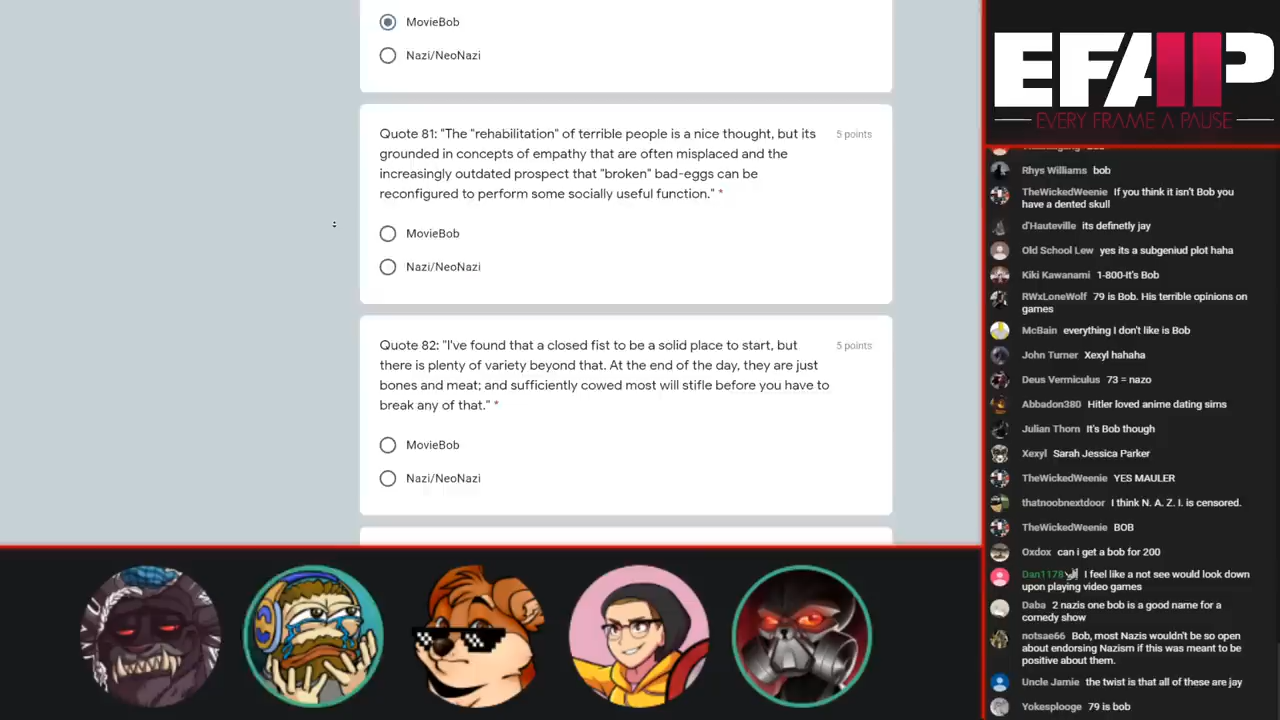 MovieBob
Nazi/NeoNazi
Quote 81: "The "rehabilitation" of terrible people is a nice thought, but its
grounded in concepts of empathy that are often misplaced and the
increasingly outdated prospect that "broken" bad-eggs can be
reconfigured to perform some socially useful function." *
5 points
MovieBob
Nazi/NeoNazi
Quote 82: "I've found that a closed fist to be a solid place to start, but
there is plenty of variety beyond that. At the end of the day, they are just
bones and meat; and sufficiently cowed most will stifle before you have to
break any of that." *
5 points
MovieBob
Nazi/NeoNazi
EFAP
EVERY FRAME A PAUSE
Rhys Williams bob
TheWickedWeenie If you think it isn't Bob you
have a dented skull
d'Hauteville its definetly jay
Old School Lew yes its a subgeniud plot haha
Kiki Kawanami 1-800-It's Bob
RWxLoneWolf 79 is Bob. His terrible opinions on
games
McBain everything I don't like is Bob
John Turner Xexyl hahaha
Deus Vermiculus 73 = nazo
Abbadon380 Hitler loved anime dating sims
Julian Thorn It's Bob though
Xexyl Sarah Jessica Parker
TheWickedWeenie YES MAULER
thatnoobnextdoor I think N. A. Z. I. is censored.
TheWickedWeenie BOB
Oxdox can i get a bob for 200
Dan1178 I feel like a not see would look down
upon playing video games
Daba 2 nazis one bob is a good name for a
comedy show
notsae66 Bob, most Nazis wouldn't be so open
about endorsing Nazism if this was meant to be
positive about them.
Uncle Jamie the twist is that all of these are jay
Yokesplooge 79 is bob